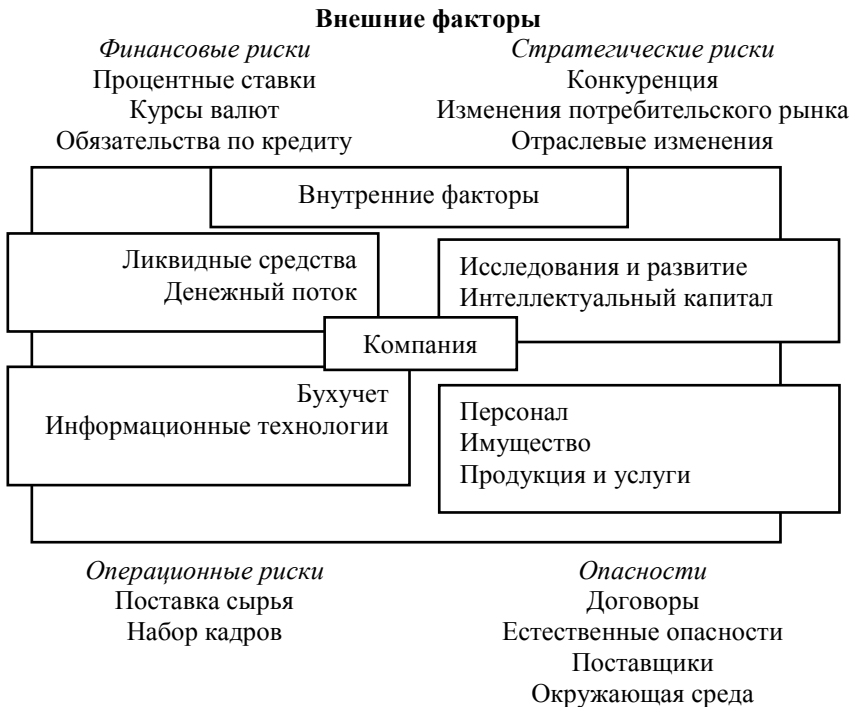 Внешние факторы
Финансовые риски
Процентные ставки
Курсы валют
Обязательства по кредиту
Стратегические риски
Конкуренция
Изменения потребительского рынка
Отраслевые изменения
Внутренние факторы
Ликвидные средства
Денежный поток
Исследования и развитие
Интеллектуальный капитал
Компания
Бухучет
Информационные технологии
Персонал
Имущество
Продукция и услуги
Операционные риски
Поставка сырья
Набор кадров
Опасности
Договоры
Естественные опасности
Поставщики
Окружающая среда